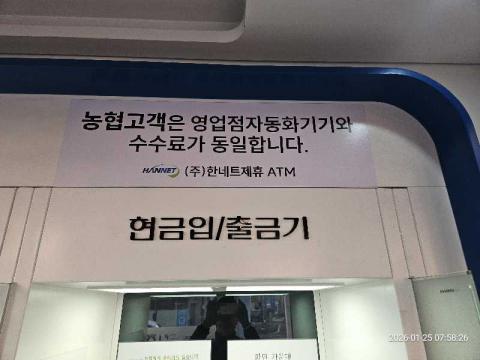 농협고객은 영업점자동화기기와
수수료가 동일합니다.
HANNET (주)한네트제휴 ATM
현금입/출금기
2026-01-25 07:58:26